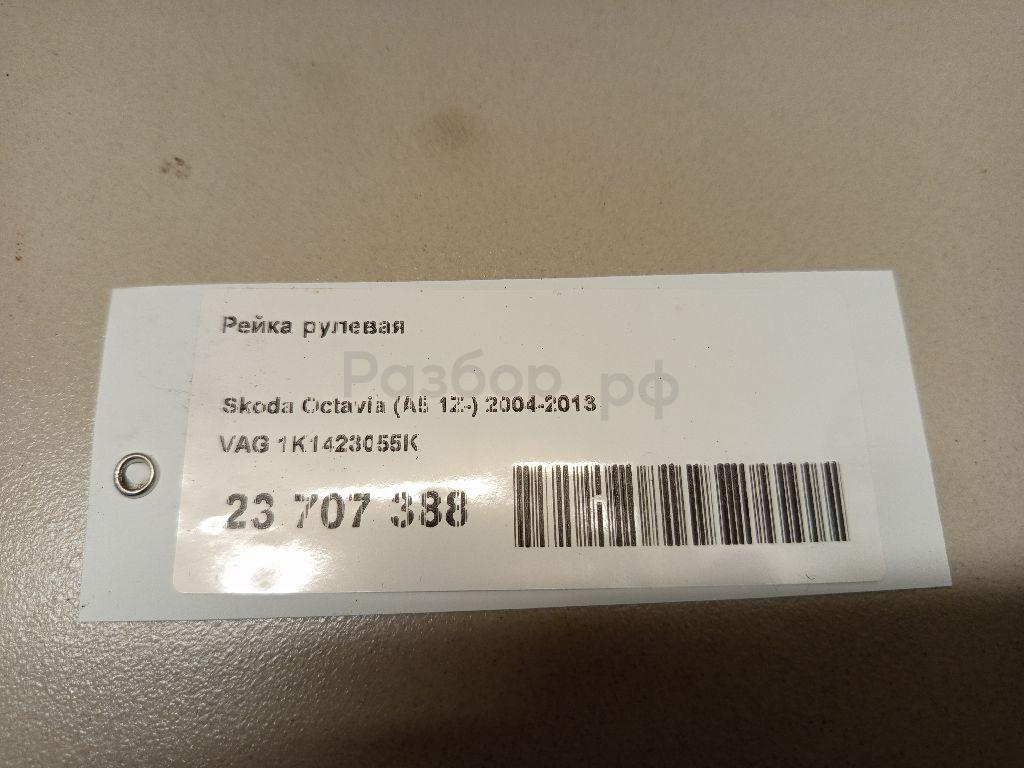 Рейка рулевая
Разбор.рф
Skoda Octavia (A5 1Z-) 2004-2013
VAG 1K1423055K
23 707 388